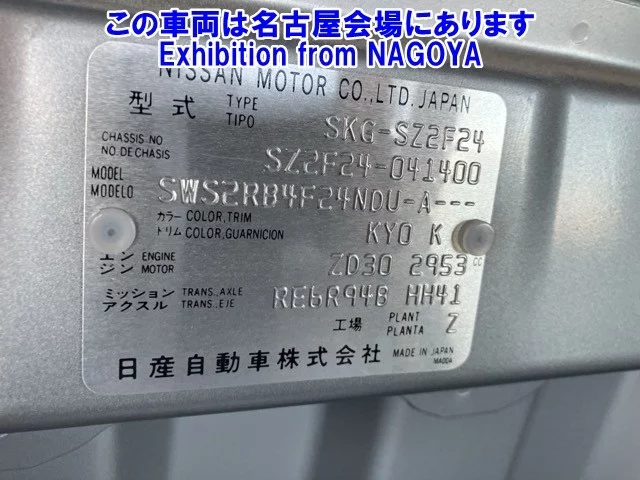 この車両は名古屋会場にあります
Exhibition from NAGOYA
NISSAN MOTOR CO.,LTD.JAPAN
型式 TYPE TIPO SKG-SZ2F24
CHASSIS NO NO.DE CHASIS SZ2F24-041400
MODEL MODELO SWS2RB4F24NDU-A---
カラー COLOR,TRIM
トリム COLOR,GUARNICION KY0 K
エンジン ENGINE MOTOR ZD30 2953 cc
ミッション アクスル TRANS.,AXLE TRANS.,EJE RE6R94B HH41
工場 PLANT PLANTA Z
日産自動車株式会社 MADE IN JAPAN